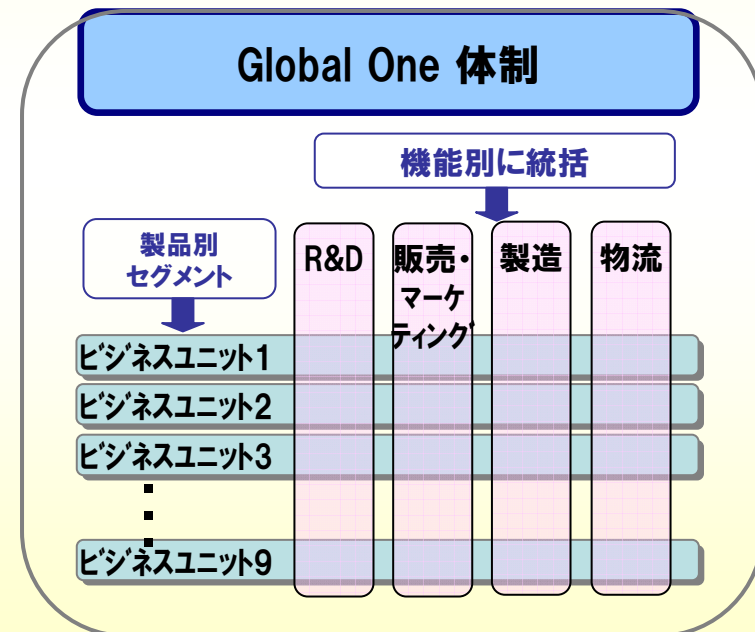 Global One 体制
機能別に統括
製品別
セグメント
R&D
販売・
マーケ
ティング
製造
物流
ビジネスユニット1
ビジネスユニット2
ビジネスユニット3
ビジネスユニット9